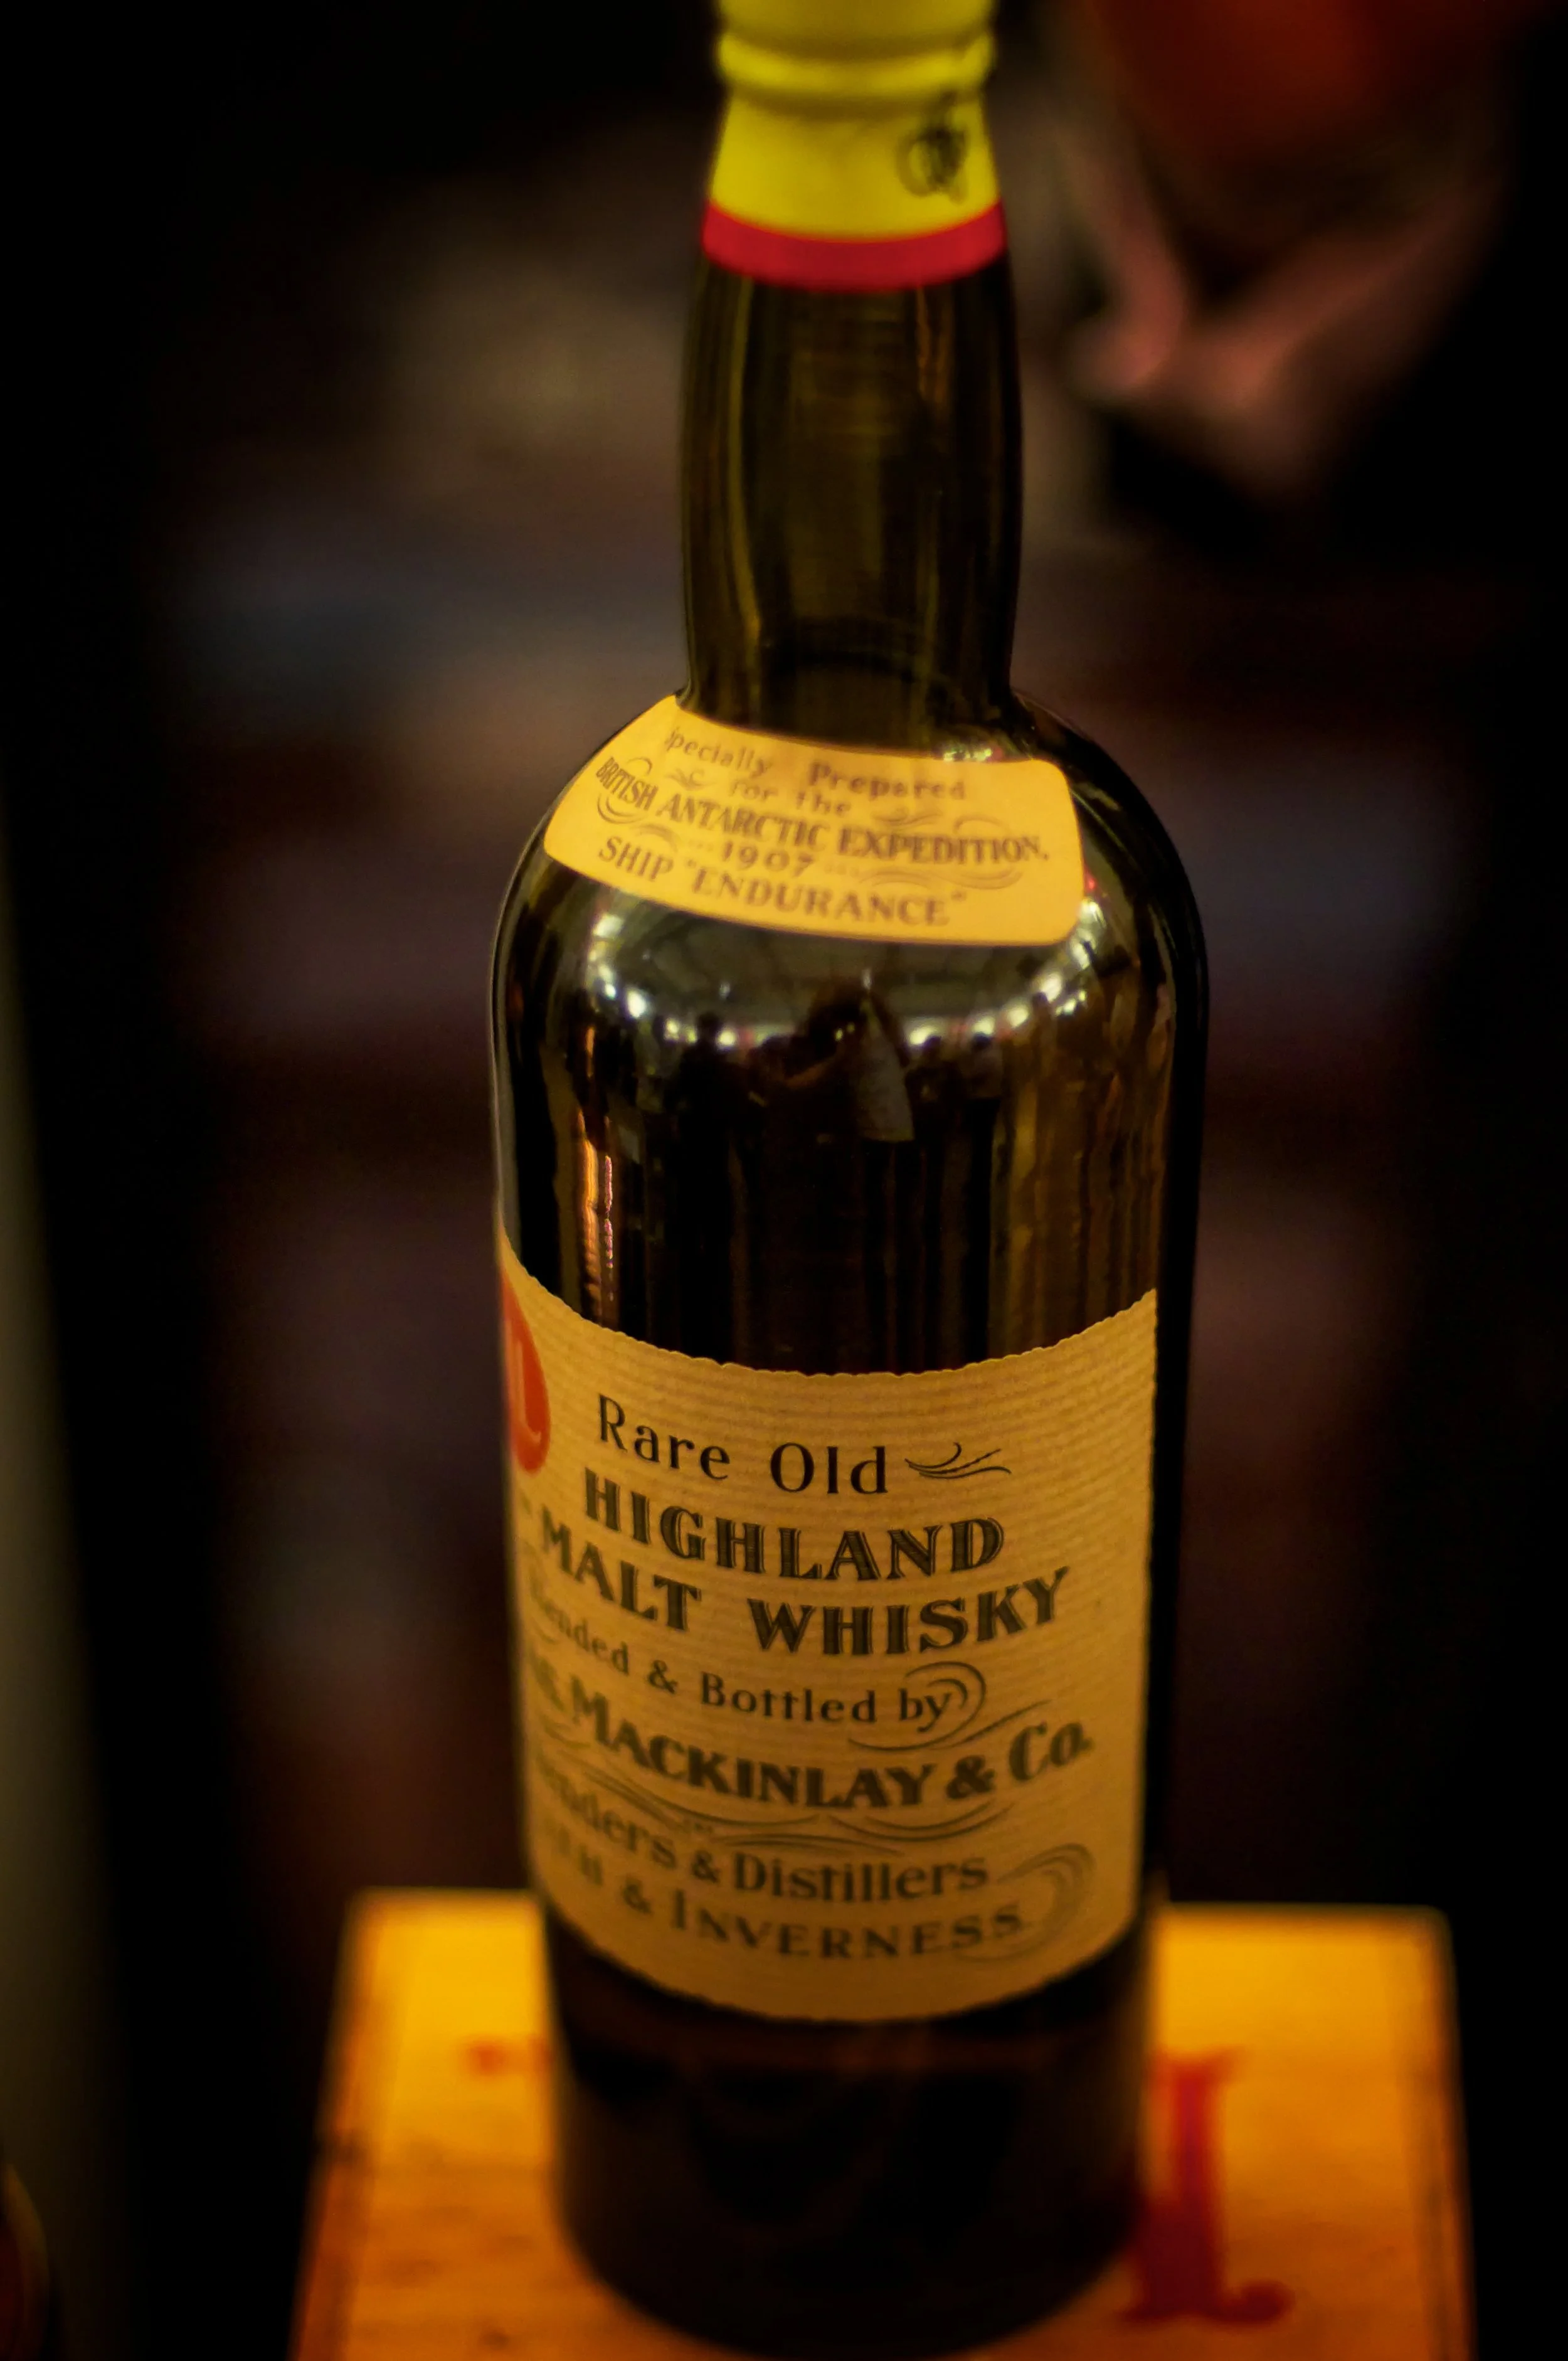 Specially Prepared
for the
BRITISH ANTARCTIC EXPEDITION.
1907
SHIP "ENDURANCE"
Rare Old
HIGHLAND
MALT WHISKY
Blended & Bottled by
MACKINLAY & Co.
Blenders & Distillers
& INVERNESS.